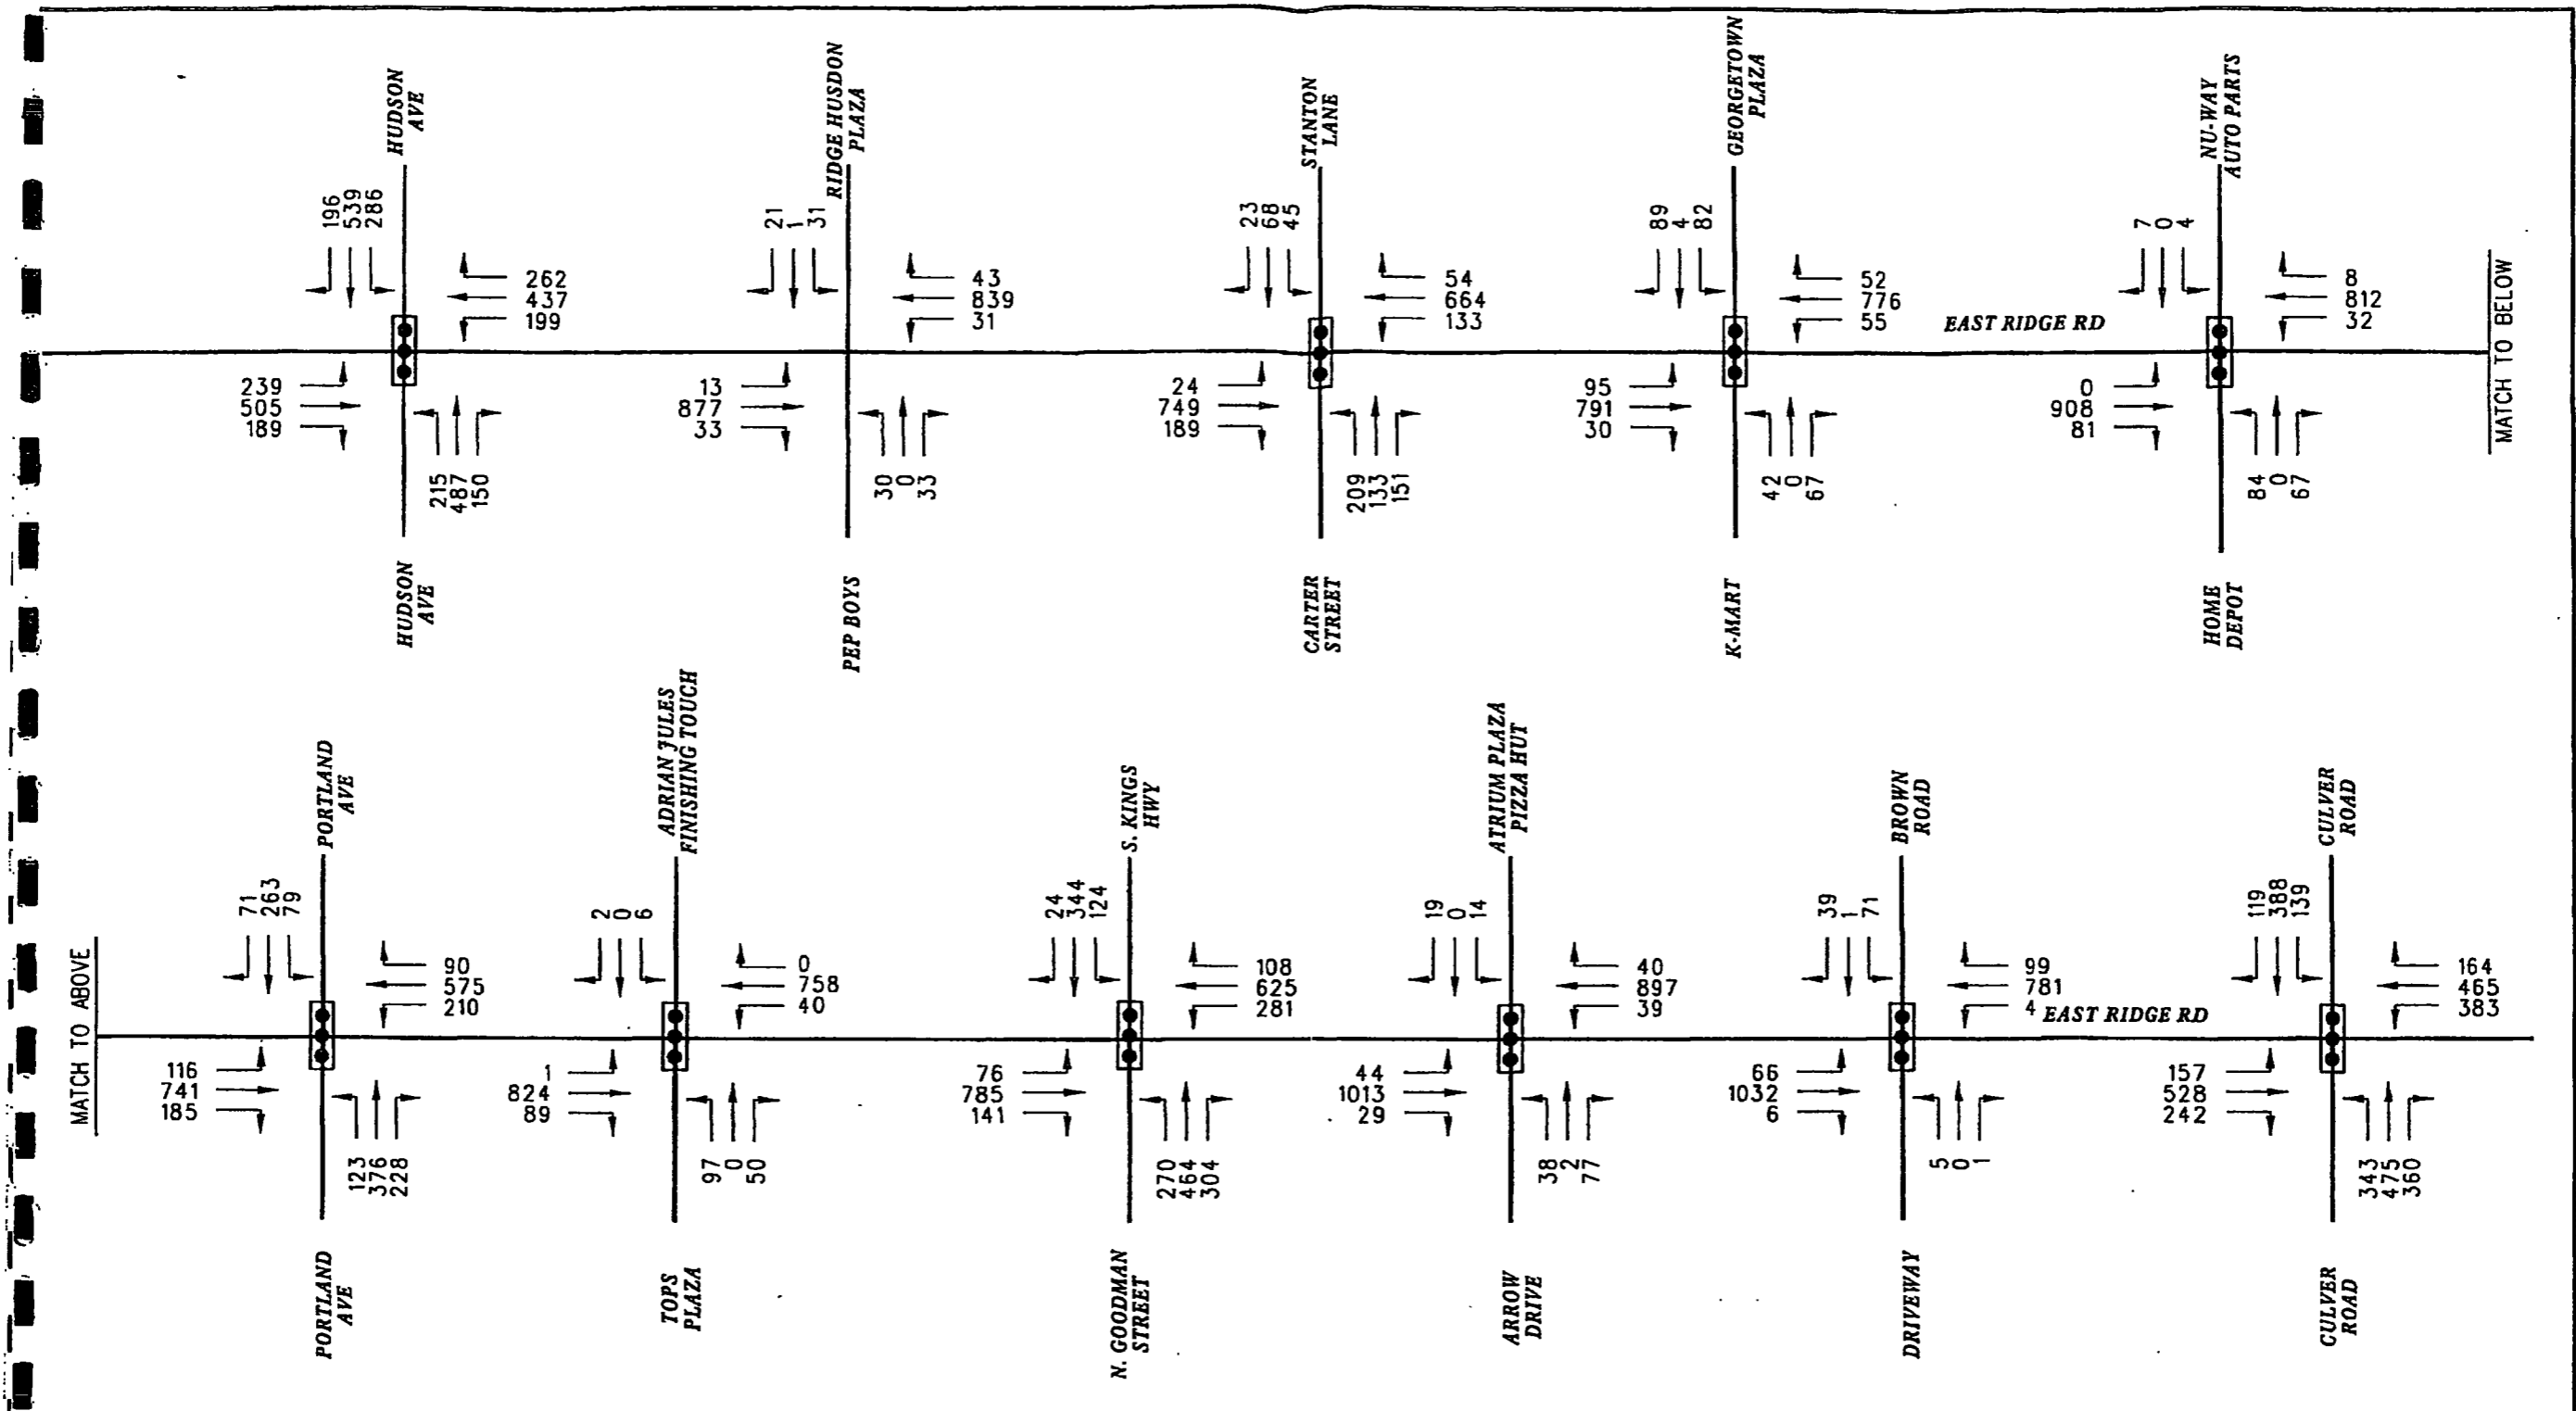 HUDSON
AVE
196
539
286
262
437
199
239
505
189
215
487
150
HUDSON
AVE
RIDGE HUSDON
PLAZA
21
1
31
43
839
31
13
877
33
30
0
33
PEP BOYS
STANTON
LANE
23
68
45
54
664
133
24
749
189
209
133
151
CARTER
STREET
GEORGETOWN
PLAZA
89
4
82
52
776
55
95
791
30
42
0
67
K-MART
EAST RIDGE RD
NU-WAY
AUTO PARTS
7
0
4
8
812
32
0
908
81
84
0
67
HOME
DEPOT
MATCH TO BELOW
MATCH TO ABOVE
PORTLAND
AVE
71
263
79
90
575
210
116
741
185
123
376
228
PORTLAND
AVE
ADRIAN JULES
FINISHING TOUCH
2
0
6
0
758
40
1
824
89
97
0
50
TOPS
PLAZA
S. KINGS
HWY
24
344
124
108
625
281
76
785
141
270
464
304
N. GOODMAN
STREET
ATRIUM PLAZA
PIZZA HUT
19
0
14
40
897
39
44
1013
29
38
2
77
ARROW
DRIVE
BROWN
ROAD
39
1
71
99
781
4
66
1032
6
5
0
1
DRIVEWAY
EAST RIDGE RD
CULVER
ROAD
119
388
139
164
465
383
157
528
242
343
475
360
CULVER
ROAD